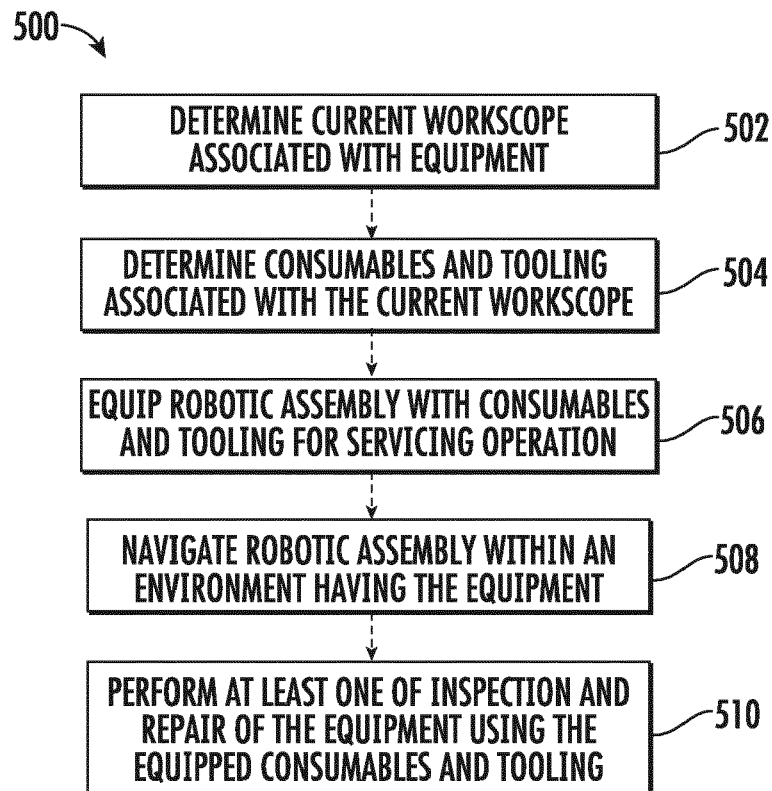 500
DETERMINE CURRENT WORKSCOPE
ASSOCIATED WITH EQUIPMENT
502
DETERMINE CONSUMABLES AND TOOLING
ASSOCIATED WITH THE CURRENT WORKSCOPE
504
EQUIP ROBOTIC ASSEMBLY WITH CONSUMABLES
AND TOOLING FOR SERVICING OPERATION
506
NAVIGATE ROBOTIC ASSEMBLY WITHIN AN
ENVIRONMENT HAVING THE EQUIPMENT
508
PERFORM AT LEAST ONE OF INSPECTION AND
REPAIR OF THE EQUIPMENT USING THE
EQUIPPED CONSUMABLES AND TOOLING
510